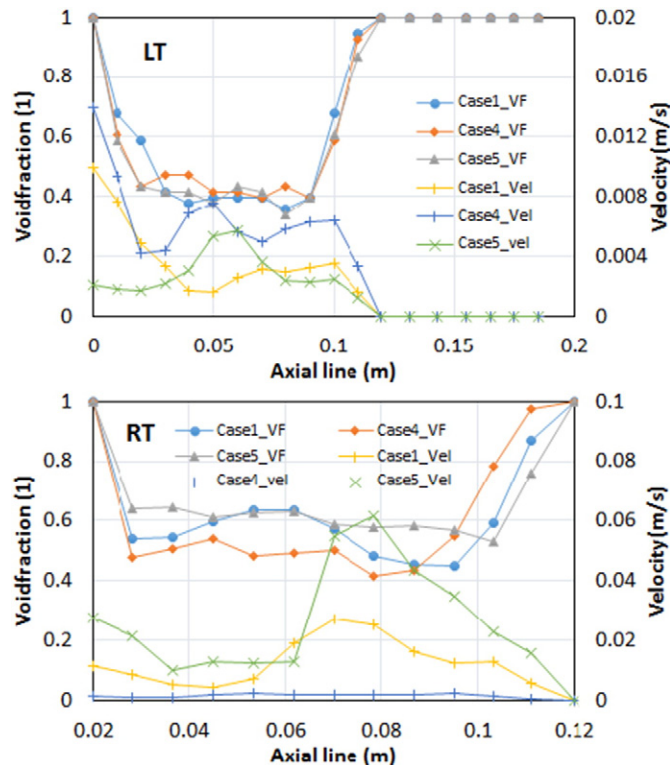 LT
Voidfraction (1)
1
0.8
0.6
0.4
0.2
0
0.02
0.016
0.012
0.008
0.004
0
Velocity(m/s)
Case1_VF
Case4_VF
Case5_VF
Case1_Vel
Case4_Vel
Case5_vel
0 0.05 0.1 0.15 0.2
Axial line (m)
RT
Voidfraction (1)
1
0.8
0.6
0.4
0.2
0
0.1
0.08
0.06
0.04
0.02
0
Velocity (m/s)
Case1_VF Case4_VF
Case5_VF Case1_Vel
Case4_vel Case5_Vel
0.02 0.04 0.06 0.08 0.1 0.12
Axial line (m)